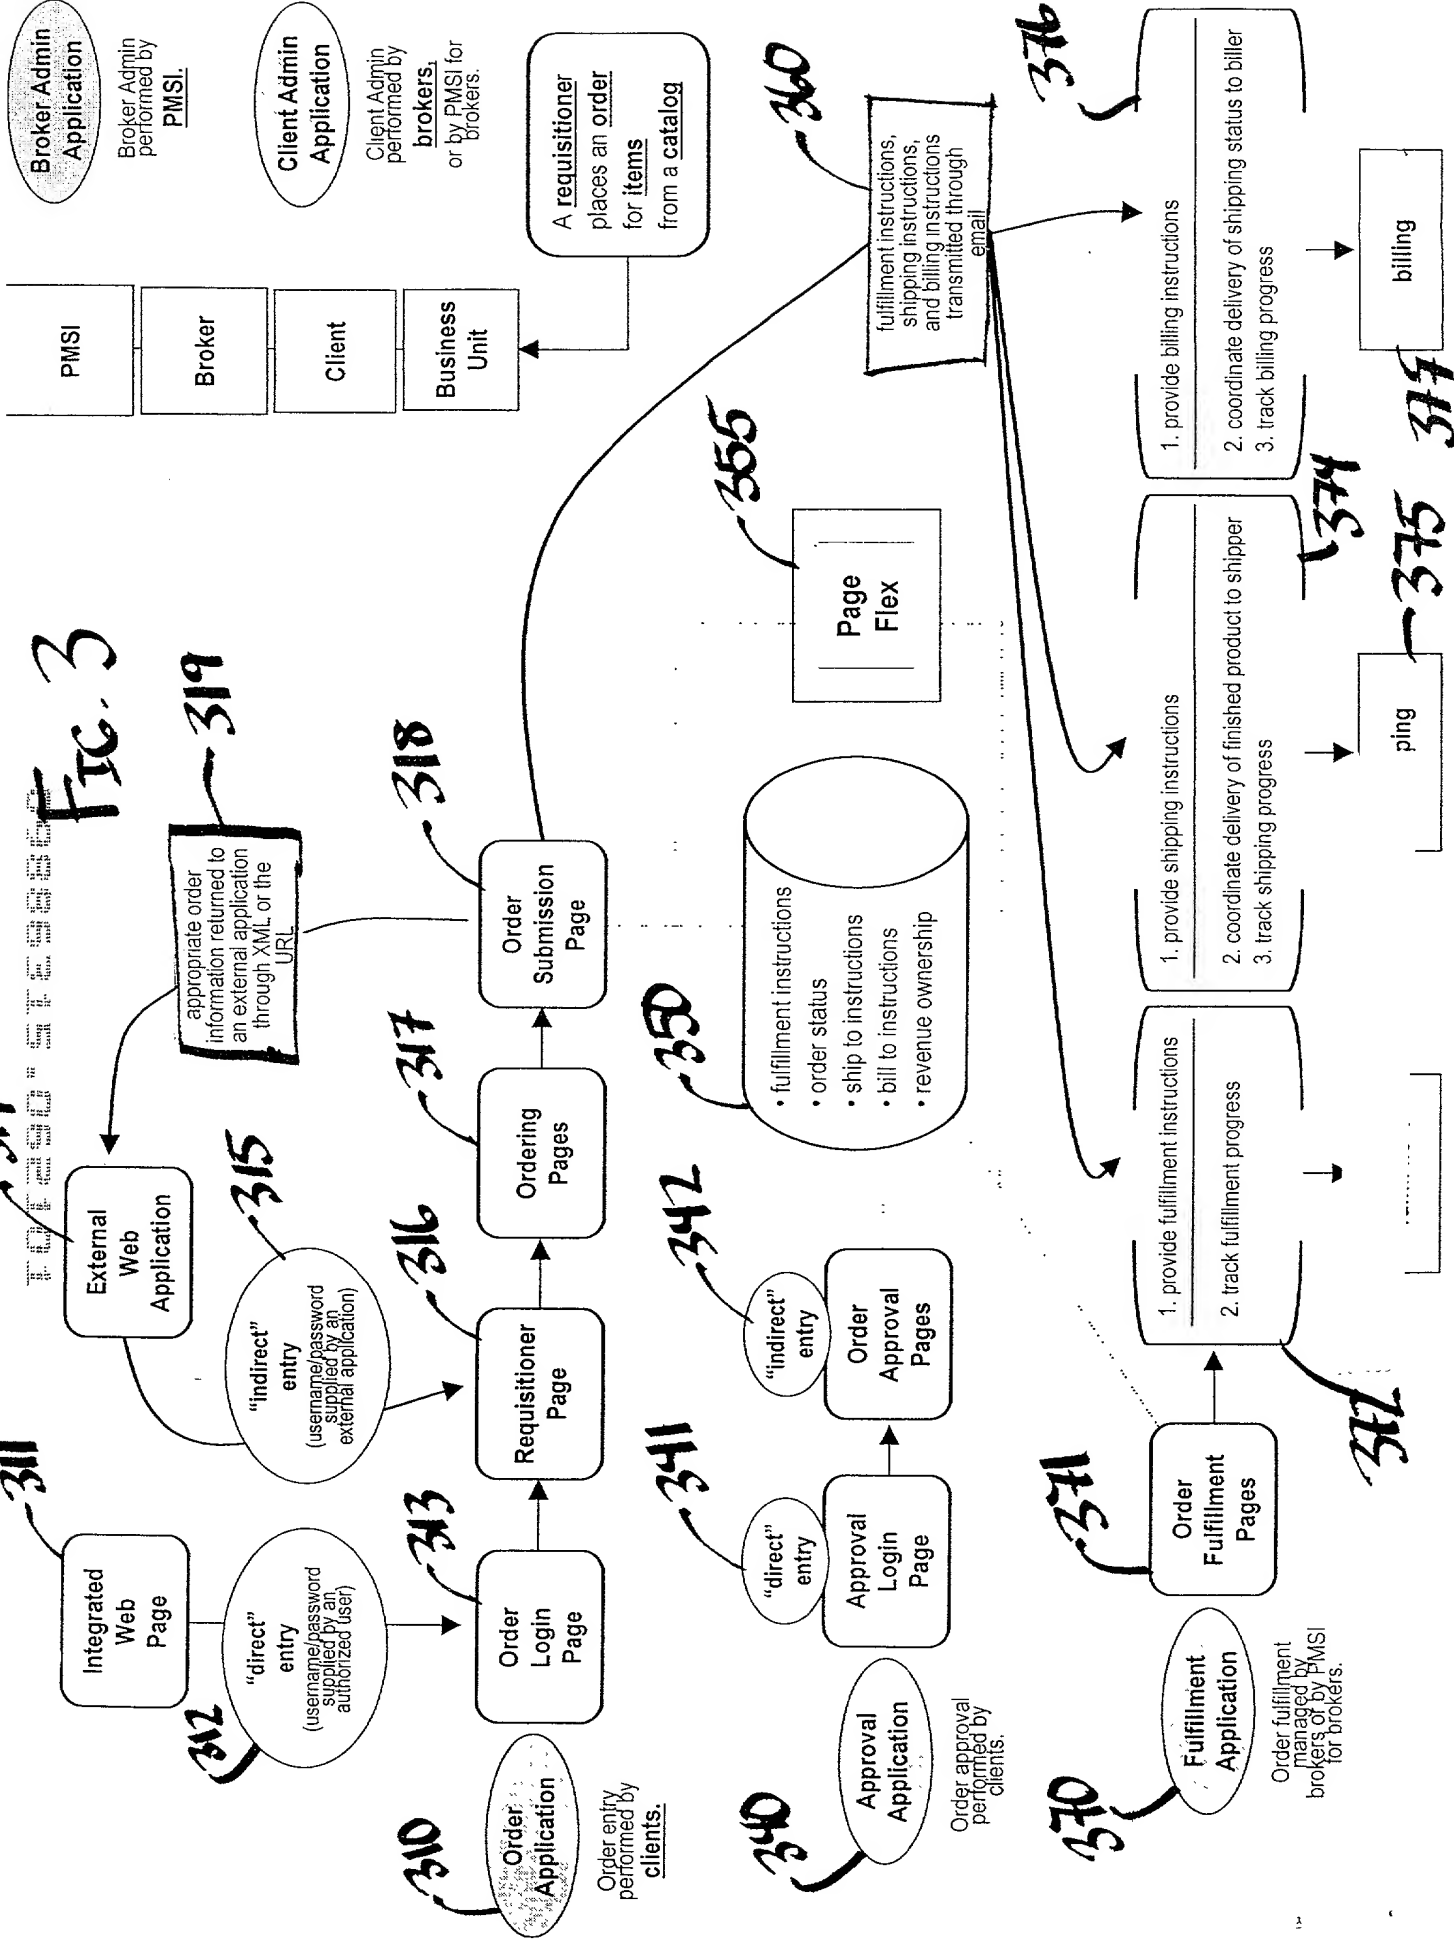 FIG. 3
311
Integrated
Web
Page
312
"direct"
entry
(username/password
supplied by an
authorized user)
External
Web
Application
315
"indirect"
entry
(username/password
supplied by an
external application)
319
appropriate order
information returned to
an external application
through XML or the
URL
PMSI
Broker
Client
Business
Unit
Broker Admin
Application
Broker Admin
performed by
PMSI.
Client Admin
Application
Client Admin
performed by
brokers,
or by PMSI for
brokers.
A requisitioner
places an order
for items
from a catalog
310
Order
Application
Order entry
performed by
clients.
313
Order
Login
Page
316
Requisitioner
Page
317
Ordering
Pages
318
Order
Submission
Page
340
Approval
Application
Order approval
performed by
clients.
341
"direct"
entry
Approval
Login
Page
342
"indirect"
entry
Order
Approval
Pages
350
• fulfillment instructions
• order status
• ship to instructions
• bill to instructions
• revenue ownership
355
Page
Flex
360
fulfillment instructions,
shipping instructions,
and billing instructions
transmitted through
email
370
Fulfillment
Application
Order fulfillment
managed by
brokers or by PMSI
for brokers.
371
Order
Fulfillment
Pages
372
1. provide fulfillment instructions
2. track fulfillment progress
1. provide shipping instructions
2. coordinate delivery of finished product to shipper
3. track shipping progress
374
376
1. provide billing instructions
2. coordinate delivery of shipping status to biller
3. track billing progress
ping
375
billing
377